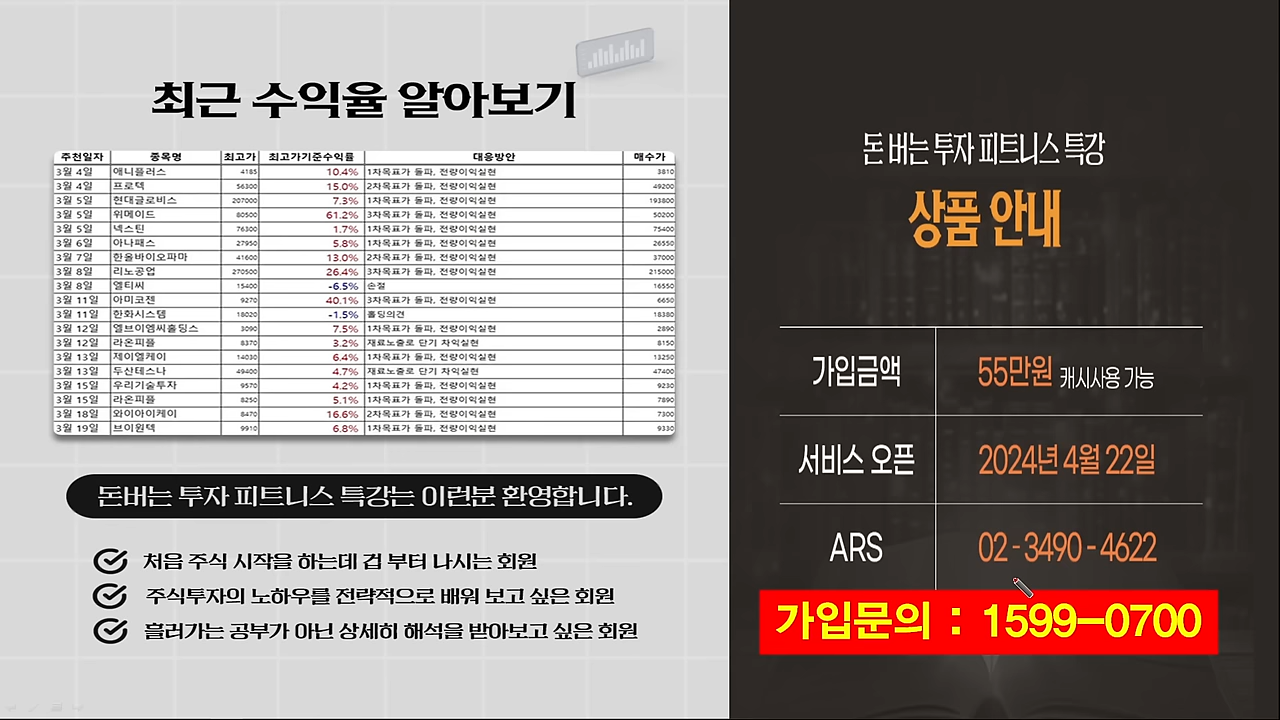 최근 수익율 알아보기
추천일자 종목명 최고가 최고가기준수익률 대응방안 매수가
3월 4일 애니플러스 4185 10.4% 1차목표가 돌파, 전량이익실현 3810
3월 4일 프로텍 56300 15.0% 2차목표가 돌파, 전량이익실현 49200
3월 5일 현대글로비스 207000 7.3% 1차목표가 돌파, 전량이익실현 193800
3월 5일 위메이드 80500 61.2% 3차목표가 돌파, 전량이익실현 50200
3월 5일 넥스틴 76300 1.7% 1차목표가 돌파, 전량이익실현 75400
3월 6일 아나패스 27950 5.8% 1차목표가 돌파, 전량이익실현 26550
3월 7일 한올바이오파마 41600 13.0% 2차목표가 돌파, 전량이익실현 37000
3월 8일 리노공업 270500 26.4% 3차목표가 돌파, 전량이익실현 215000
3월 8일 엘티씨 15400 -6.5% 손절 16550
3월 11일 아미코젠 9270 40.1% 3차목표가 돌파, 전량이익실현 6650
3월 11일 한화시스템 18020 -1.5% 홀딩의견 18380
3월 12일 엘브이엠씨홀딩스 3090 7.5% 1차목표가 돌파, 전량이익실현 2890
3월 12일 라온피플 8370 3.2% 재료노출로 단기 차익실현 8150
3월 13일 제이엘케이 14030 6.4% 1차목표가 돌파, 전량이익실현 13250
3월 13일 두산테스나 49400 4.7% 재료노출로 단기 차익실현 47400
3월 15일 우리기술투자 9570 4.2% 1차목표가 돌파, 전량이익실현 9230
3월 15일 라온피플 8250 5.1% 1차목표가 돌파, 전량이익실현 7890
3월 18일 와이아이케이 8470 16.6% 2차목표가 돌파, 전량이익실현 7300
3월 19일 브이원텍 9910 6.8% 1차목표가 돌파, 전량이익실현 9330
돈버는 투자 피트니스 특강는 이런분 환영합니다.
처음 주식 시작을 하는데 겁 부터 나시는 회원
주식투자의 노하우를 전략적으로 배워 보고 싶은 회원
흘러가는 공부가 아닌 상세히 해석을 받아보고 싶은 회원
돈 버는 투자 피트니스 특강
상품 안내
가입금액 55만원 캐시사용 가능
서비스 오픈 2024년 4월 22일
ARS 02-3490-4622
가입문의 : 1599-0700